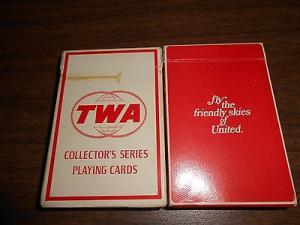 TWA
COLLECTOR'S SERIES
PLAYING CARDS
fly
the
friendly skies
of
United.